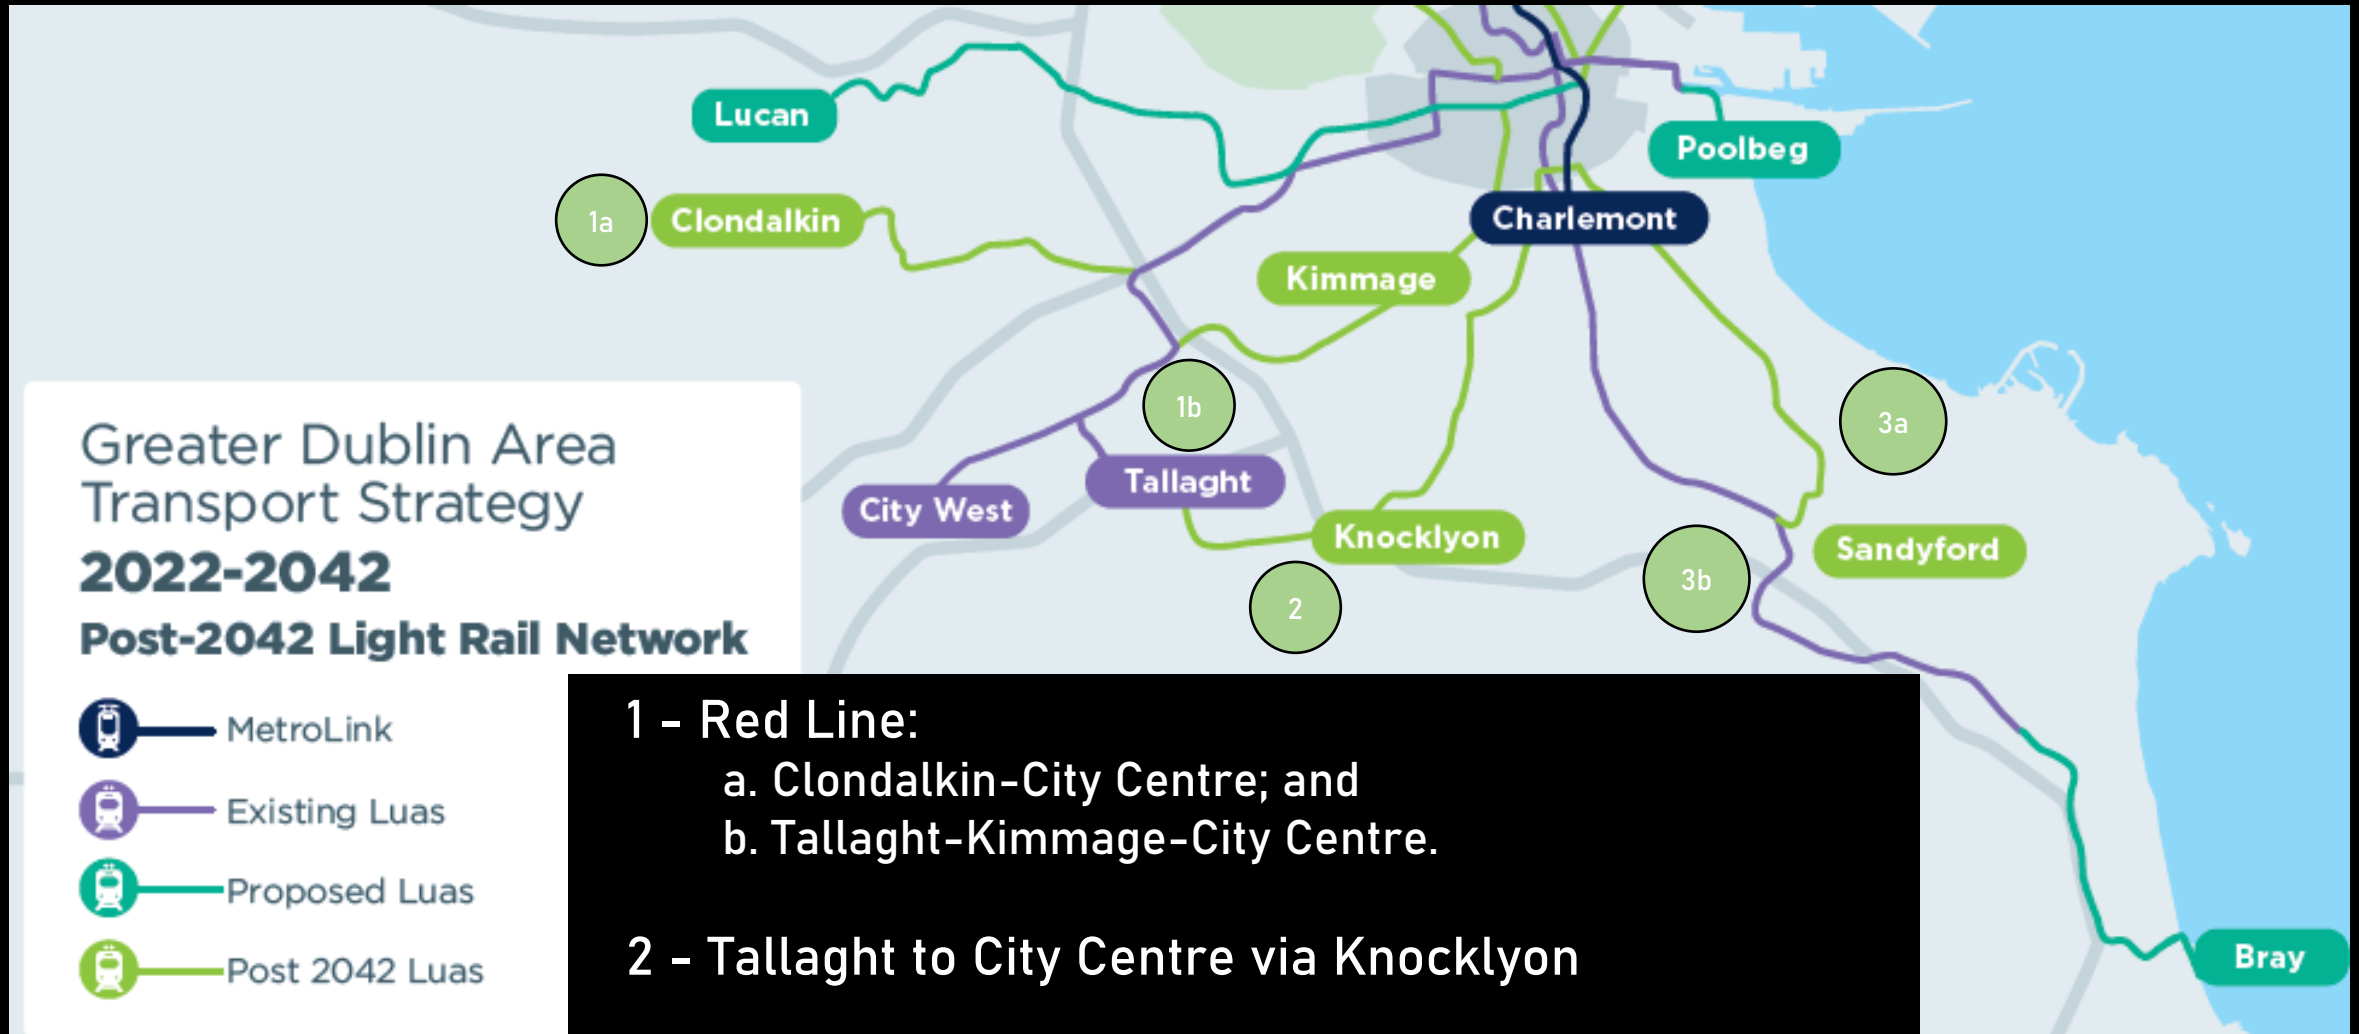 Lucan
Poolbeg
1a
Clondalkin
Charlemont
Kimmage
1b
3a
Tallaght
City West
Knocklyon
3b
Sandyford
2
Greater Dublin Area
Transport Strategy
2022-2042
Post-2042 Light Rail Network
MetroLink
Existing Luas
Proposed Luas
Post 2042 Luas
1 - Red Line:
a. Clondalkin-City Centre; and
b. Tallaght-Kimmage-City Centre.
2 - Tallaght to City Centre via Knocklyon
Bray